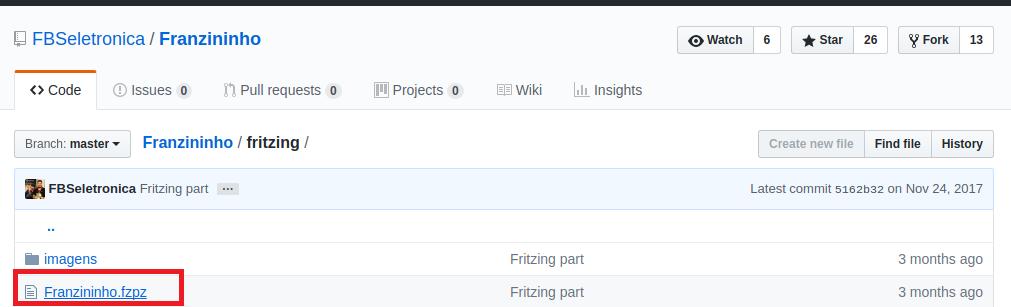 FBSeletronica / Franzininho Watch 6 Star 26 Fork 13
Code Issues 0 Pull requests 0 Projects 0 Wiki Insights
Branch: master Franzininho / fritzing / Create new file Find file History
FBSeletronica Fritzing part ... Latest commit 5162b32 on Nov 24, 2017
..
imagens Fritzing part 3 months ago
Franzininho.fzpz Fritzing part 3 months ago